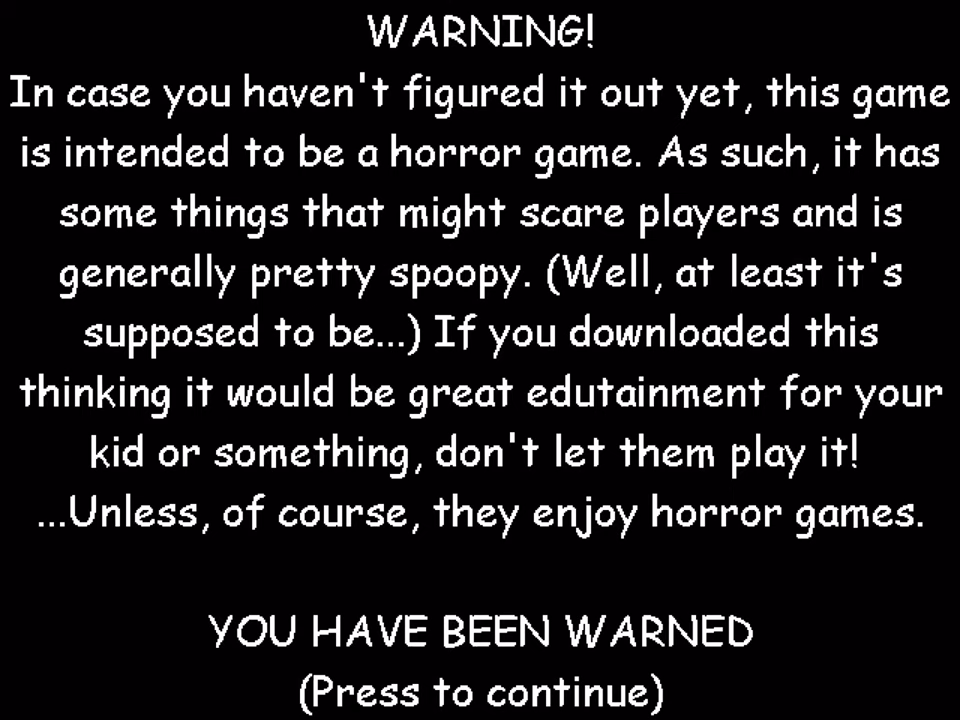 WARNING!
In case you haven't figured it out yet, this game
is intended to be a horror game. As such, it has
some things that might scare players and is
generally pretty spoopy. (Well, at least it's
supposed to be...) If you downloaded this
thinking it would be great edutainment for your
kid or something, don't let them play it!
...Unless, of course, they enjoy horror games.
YOU HAVE BEEN WARNED
(Press to continue)